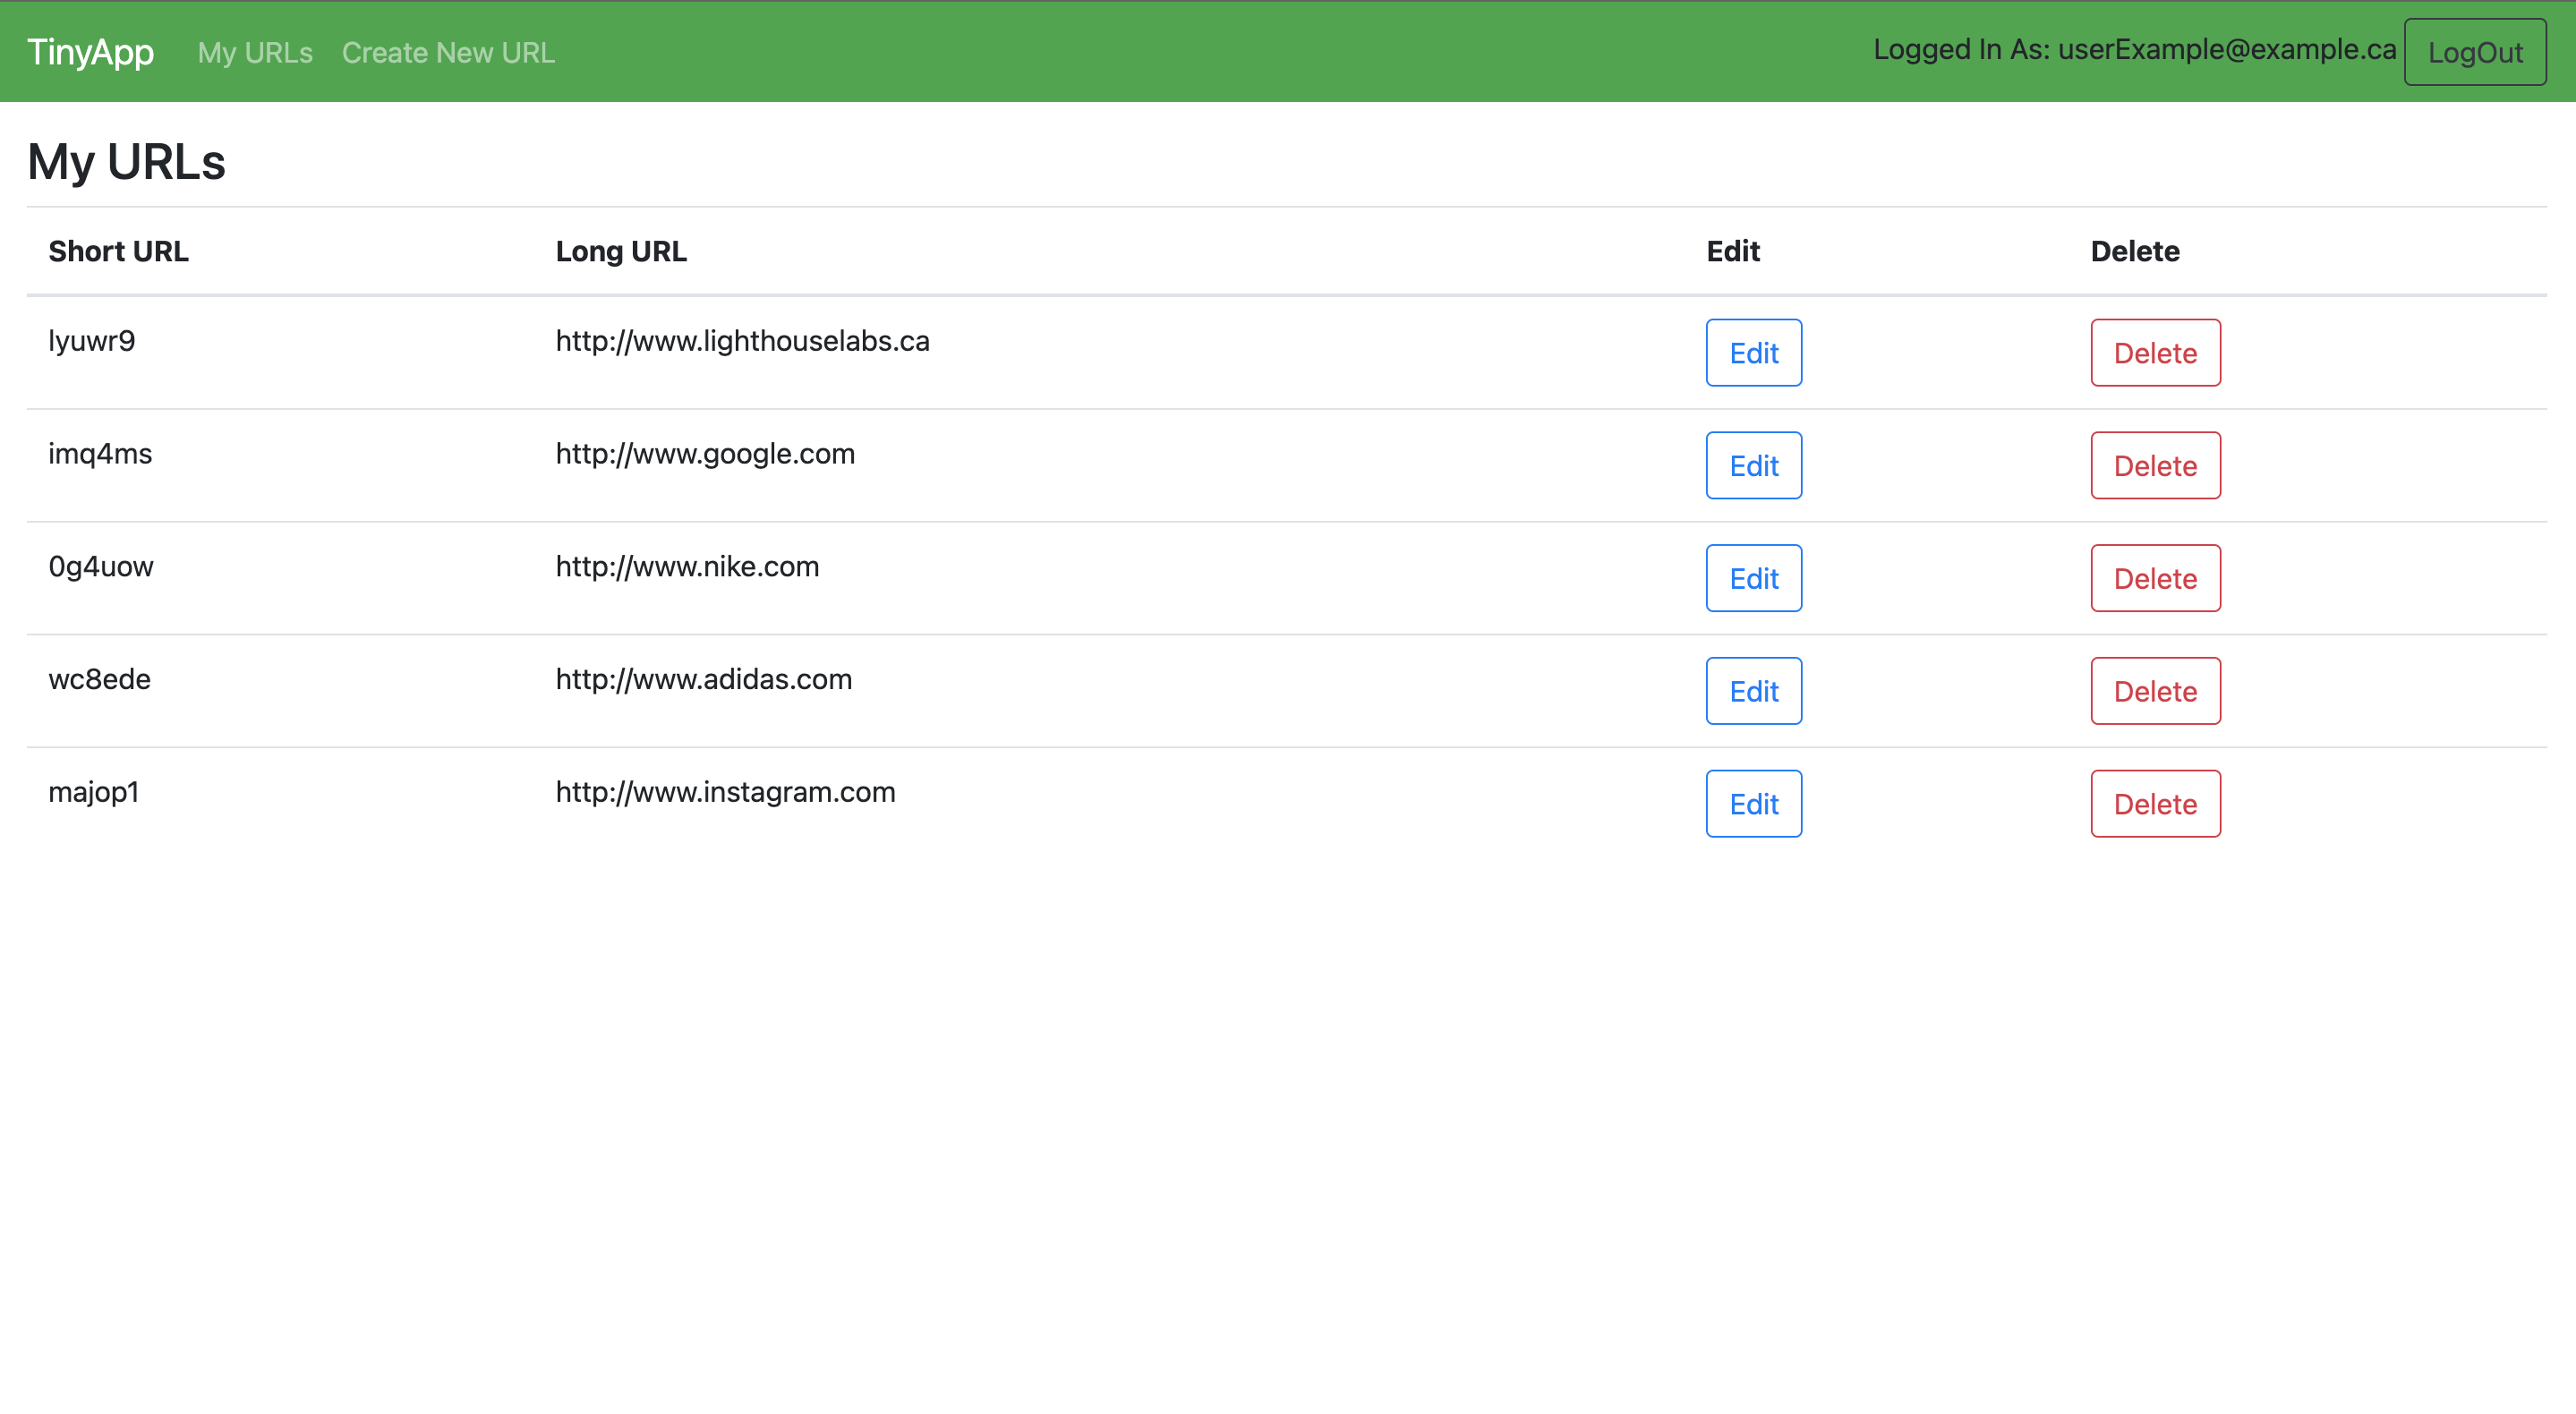 TinyApp My URLs Create New URL Logged In As: userExample@example.ca LogOut
My URLs
Short URL Long URL Edit Delete
lyuwr9 http://www.lighthouselabs.ca Edit Delete
imq4ms http://www.google.com Edit Delete
0g4uow http://www.nike.com Edit Delete
wc8ede http://www.adidas.com Edit Delete
majop1 http://www.instagram.com Edit Delete